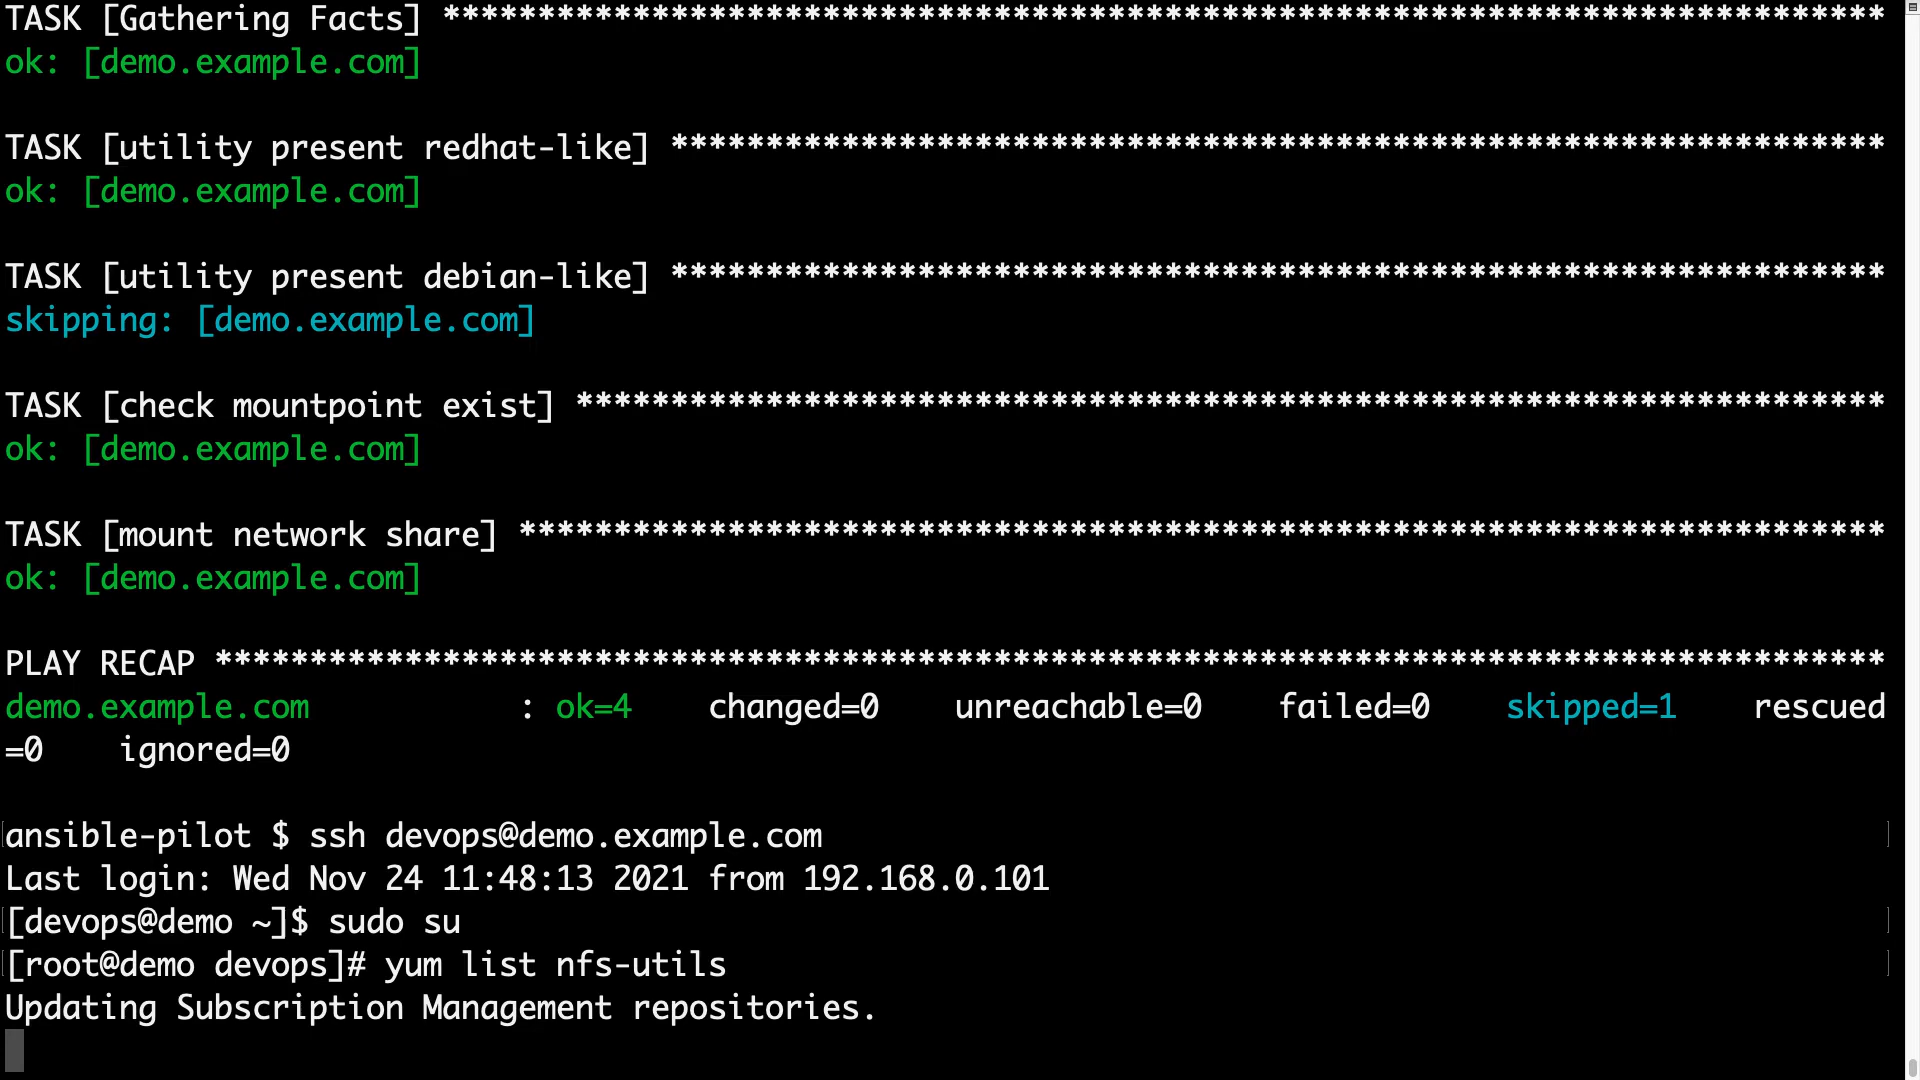 TASK [Gathering Facts] ****************************************************************************
ok: [demo.example.com]
TASK [utility present redhat-like] ****************************************************************
ok: [demo.example.com]
TASK [utility present debian-like] ****************************************************************
skipping: [demo.example.com]
TASK [check mountpoint exist] *********************************************************************
ok: [demo.example.com]
TASK [mount network share] ************************************************************************
ok: [demo.example.com]
PLAY RECAP ****************************************************************************************
demo.example.com           : ok=4    changed=0    unreachable=0    failed=0    skipped=1    rescued
=0    ignored=0
ansible-pilot $ ssh devops@demo.example.com
Last login: Wed Nov 24 11:48:13 2021 from 192.168.0.101
[devops@demo ~]$ sudo su
[root@demo devops]# yum list nfs-utils
Updating Subscription Management repositories.